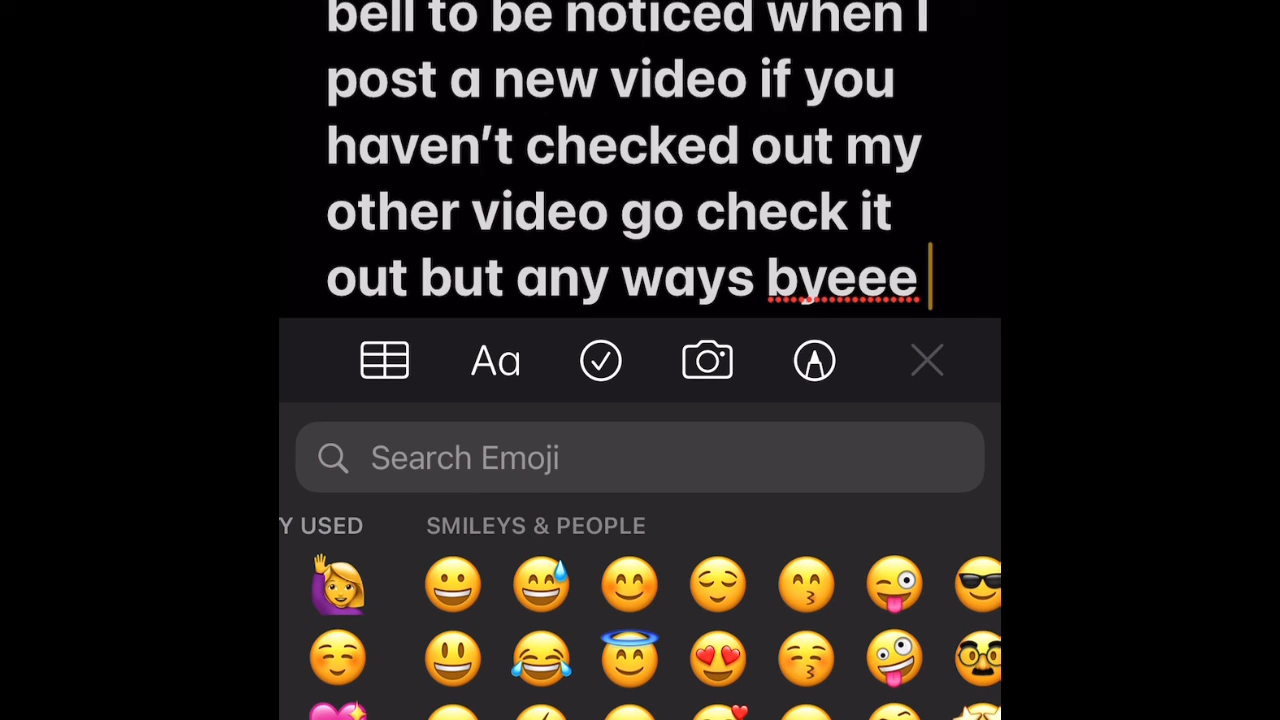 bell to be noticed when I
post a new video if you
haven’t checked out my
other video go check it
out but any ways byeee
Aa
Search Emoji
Y USED
SMILEYS & PEOPLE